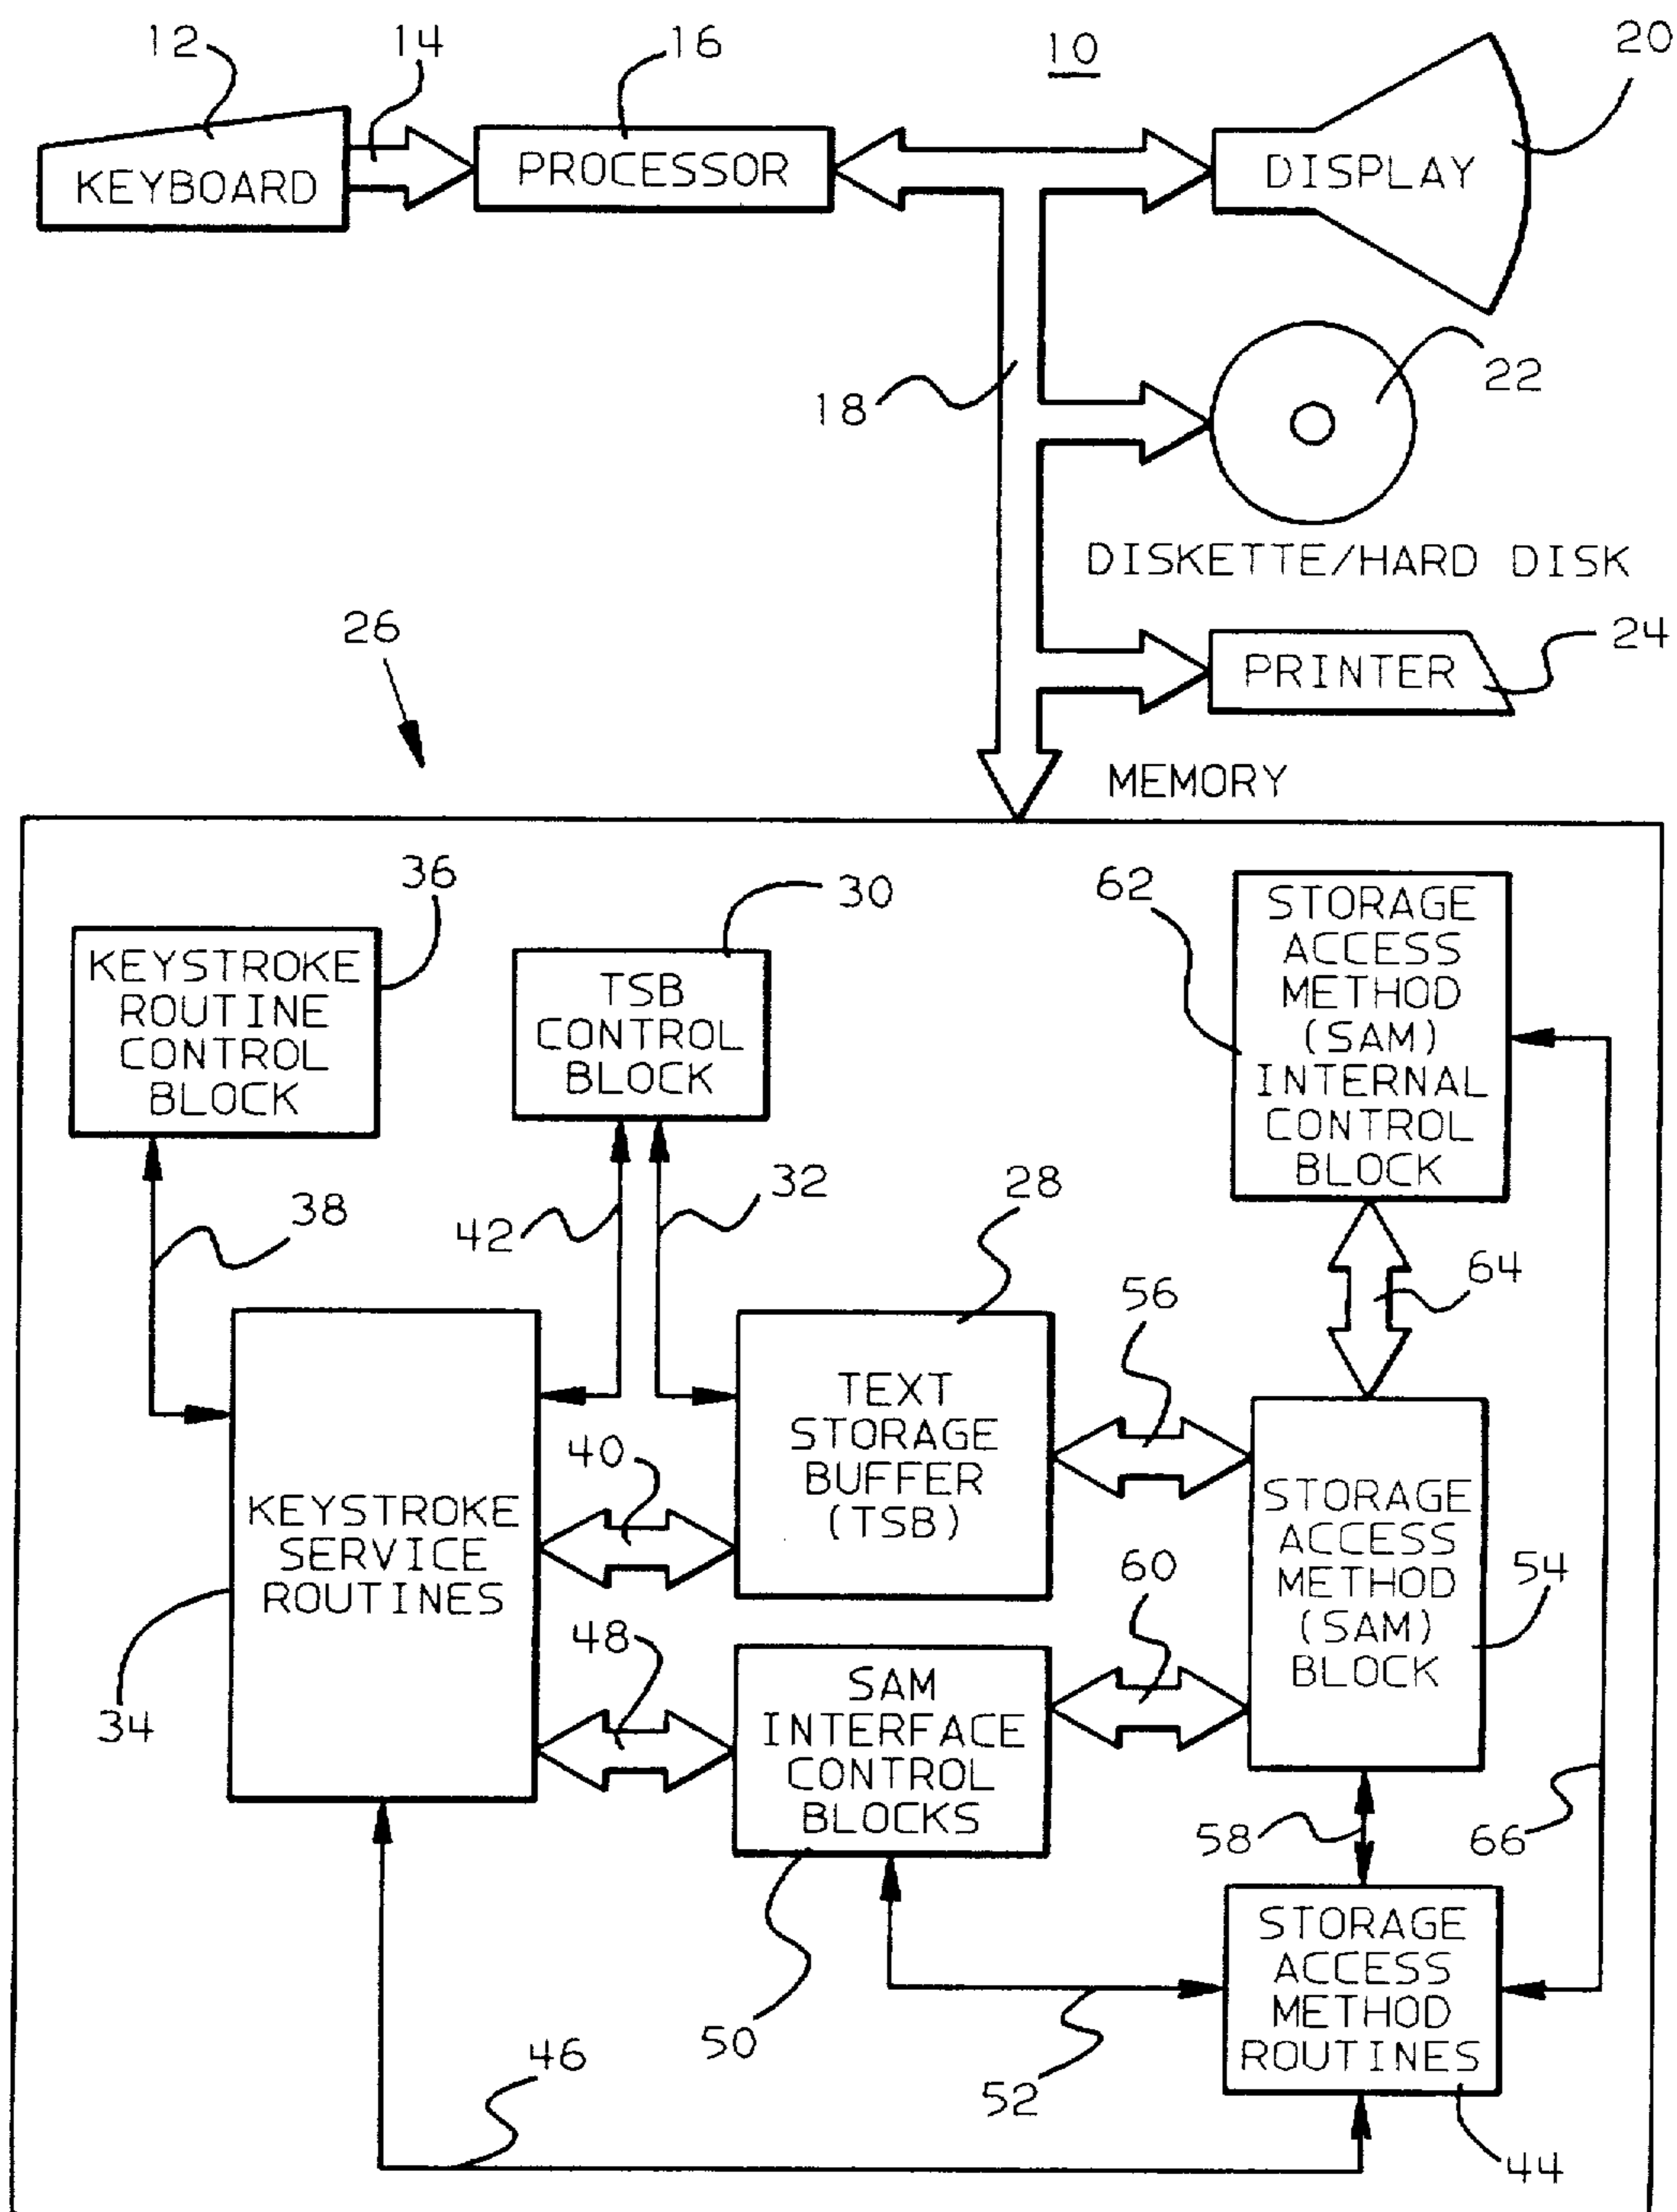 12
14
16
10
20
KEYBOARD
PROCESSOR
DISPLAY
18
22
DISKETTE/HARD DISK
26
24
PRINTER
MEMORY
36
30
62
KEYSTROKE
ROUTINE
CONTROL
BLOCK
TSB
CONTROL
BLOCK
STORAGE
ACCESS
METHOD
(SAM)
INTERNAL
CONTROL
BLOCK
38
42
32
28
56
64
TEXT
STORAGE
BUFFER
(TSB)
40
KEYSTROKE
SERVICE
ROUTINES
STORAGE
ACCESS
METHOD
(SAM)
BLOCK
54
60
48
34
SAM
INTERFACE
CONTROL
BLOCKS
58
66
50
52
STORAGE
ACCESS
METHOD
ROUTINES
46
44